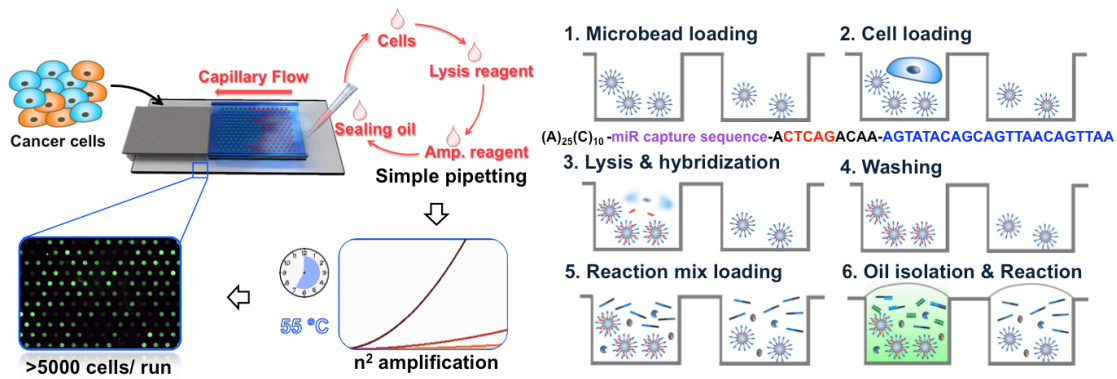 Cancer cells
Capillary Flow
Cells
Lysis reagent
Amp. reagent
Sealing oil
Simple pipetting
55 °C
n² amplification
>5000 cells/ run
1. Microbead loading
2. Cell loading
(A)₂₅(C)₁₀-miR capture sequence-ACTCAGACAA-AGTATACAGCAGTTAACAGTTAA
3. Lysis & hybridization
4. Washing
5. Reaction mix loading
6. Oil isolation & Reaction